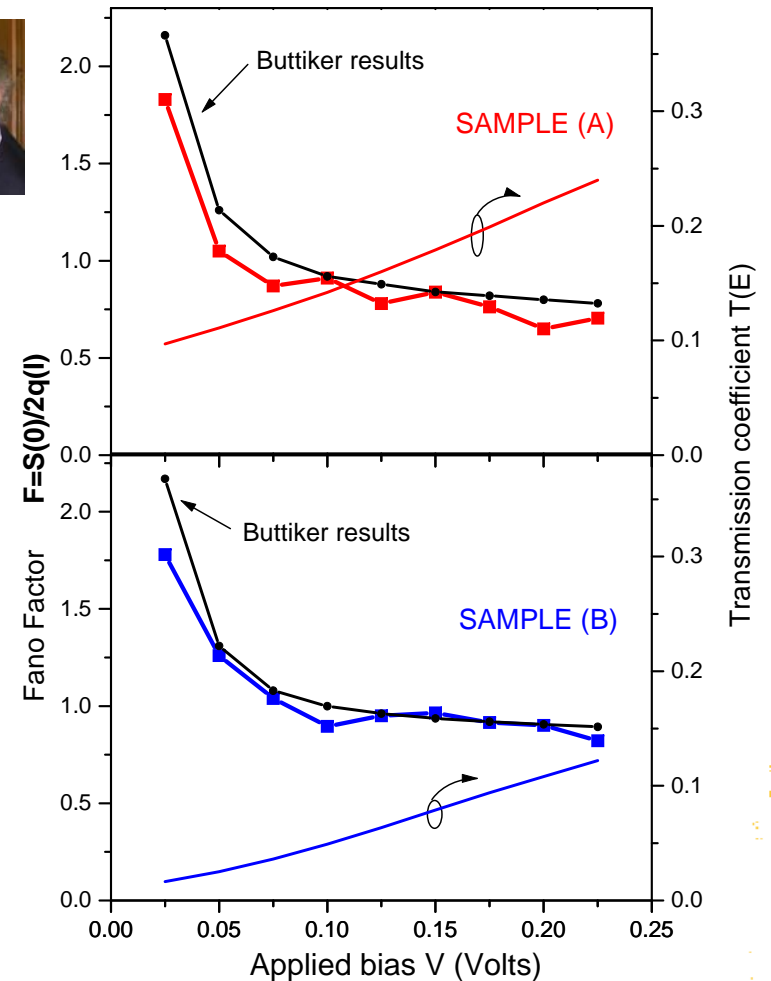 2.0
1.5
1.0
0.5
0.0
Buttiker results
SAMPLE (A)
0.3
0.2
0.1
0.0
2.0
1.5
1.0
0.5
0.0
Buttiker results
SAMPLE (B)
0.3
0.2
0.1
0.0
0.00 0.05 0.10 0.15 0.20 0.25
Applied bias V (Volts)
Fano Factor F=S(0)/2q(I)
Transmission coefficient T(E)